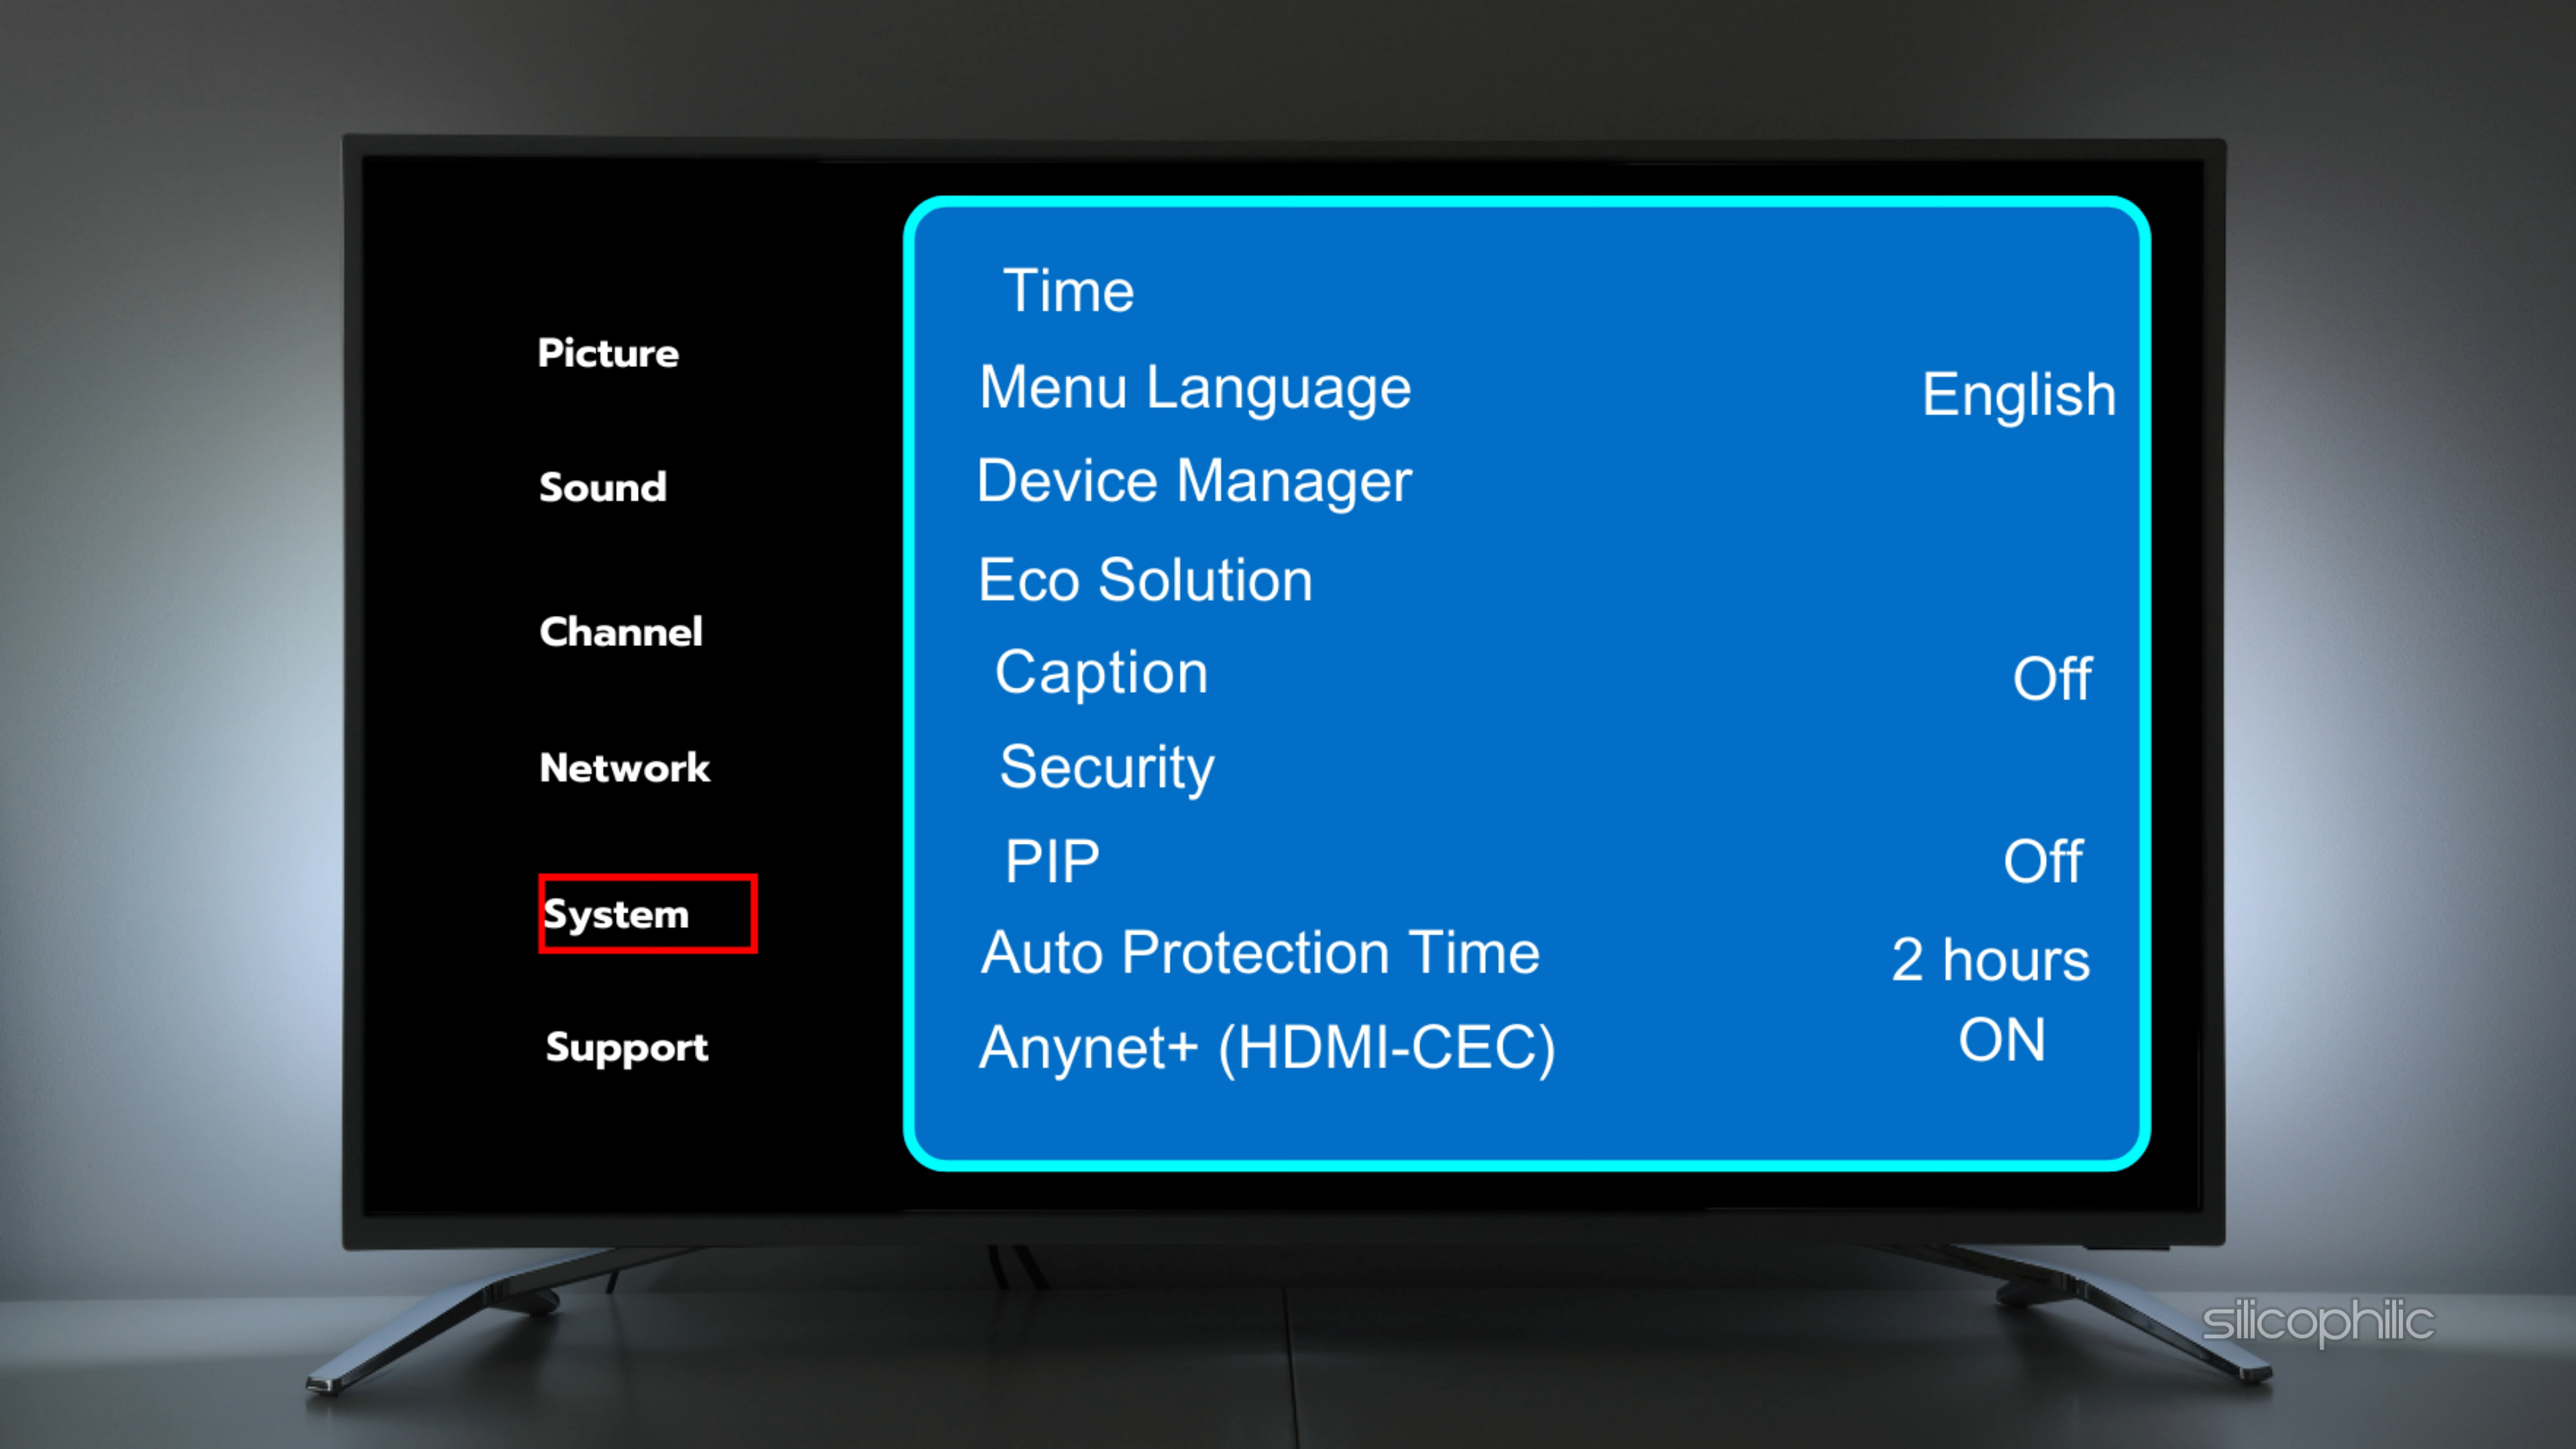 Picture
Sound
Channel
Network
System
Support
Time
Menu Language English
Device Manager
Eco Solution
Caption Off
Security
PIP Off
Auto Protection Time 2 hours
Anynet+ (HDMI-CEC) ON
silicophilic